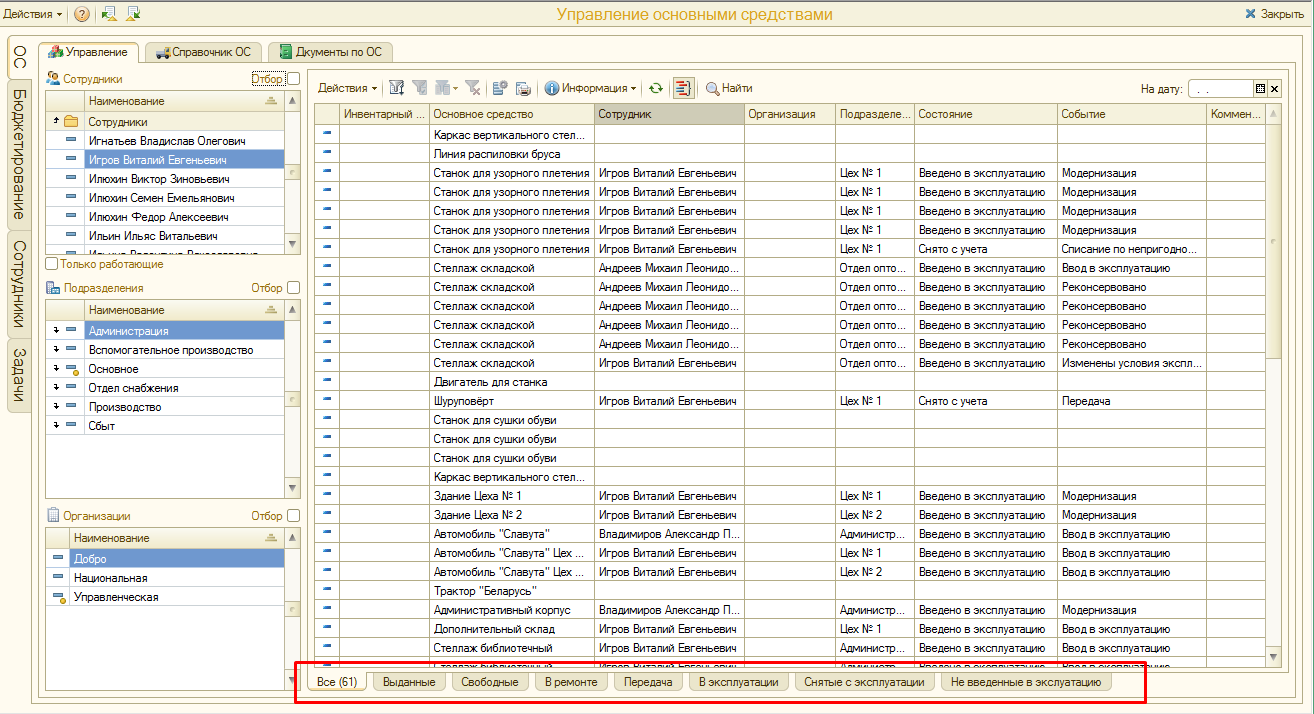 Действия
Управление основными средствами
Закрыть
ОС
Бюджетирование
Сотрудники
Задачи
Управление
Справочник ОС
Дкументы по ОС
Сотрудники Отбор
Наименование
Сотрудники
Игнатьев Владислав Олегович
Игров Виталий Евгеньевич
Илюхин Виктор Зиновьевич
Илюхин Семен Емельянович
Илюхин Федор Алексеевич
Ильин Ильяс Витальевич
Только работающие
Подразделения Отбор
Наименование
Администрация
Вспомогательное производство
Основное
Отдел снабжения
Производство
Сбыт
Организации Отбор
Наименование
Добро
Национальная
Управленческая
Действия Информация Найти На дату: . .
Инвентарный ... Основное средство Сотрудник Организация Подразделе... Состояние Событие Коммен...
Каркас вертикального стел...
Линия распиловки бруса
Станок для узорного плетения Игров Виталий Евгеньевич Цех № 1 Введено в эксплуатацию Модернизация
Станок для узорного плетения Игров Виталий Евгеньевич Цех № 1 Введено в эксплуатацию Модернизация
Станок для узорного плетения Игров Виталий Евгеньевич Цех № 1 Введено в эксплуатацию Модернизация
Станок для узорного плетения Игров Виталий Евгеньевич Цех № 1 Введено в эксплуатацию Модернизация
Станок для узорного плетения Игров Виталий Евгеньевич Цех № 1 Снято с учета Списание по непригодно...
Стеллаж складской Андреев Михаил Леонидо... Отдел опто... Введено в эксплуатацию Ввод в эксплуатацию
Стеллаж складской Андреев Михаил Леонидо... Отдел опто... Введено в эксплуатацию Реконсервовано
Стеллаж складской Андреев Михаил Леонидо... Отдел опто... Введено в эксплуатацию Реконсервовано
Стеллаж складской Андреев Михаил Леонидо... Отдел опто... Введено в эксплуатацию Реконсервовано
Стеллаж складской Андреев Михаил Леонидо... Отдел опто... Введено в эксплуатацию Реконсервовано
Стеллаж складской Игров Виталий Евгеньевич Отдел опто... Введено в эксплуатацию Изменены условия экспл...
Двигатель для станка
Шуруповёрт Игров Виталий Евгеньевич Цех № 1 Снято с учета Передача
Станок для сушки обуви
Станок для сушки обуви
Станок для сушки обуви
Каркас вертикального стел...
Здание Цеха № 1 Игров Виталий Евгеньевич Цех № 1 Введено в эксплуатацию Модернизация
Здание Цеха № 2 Игров Виталий Евгеньевич Цех № 2 Введено в эксплуатацию Модернизация
Автомобиль "Славута" Владимиров Александр П... Администр... Введено в эксплуатацию Ввод в эксплуатацию
Автомобиль "Славута" Цех ... Игров Виталий Евгеньевич Цех № 1 Введено в эксплуатацию Ввод в эксплуатацию
Автомобиль "Славута" Цех ... Игров Виталий Евгеньевич Цех № 2 Введено в эксплуатацию Ввод в эксплуатацию
Трактор "Беларусь"
Административный корпус Владимиров Александр П... Администр... Введено в эксплуатацию Модернизация
Дополнительный склад Игров Виталий Евгеньевич Цех № 1 Введено в эксплуатацию Ввод в эксплуатацию
Стеллаж библиотечный Игров Виталий Евгеньевич Администр... Введено в эксплуатацию Ввод в эксплуатацию
Стеллаж библиотечный Игров Виталий Евгеньевич Администр... Введено в эксплуатацию Ввод в эксплуатацию
Все (61) Выданные Свободные В ремонте Передача В эксплуатации Снятые с эксплуатации Не введенные в экслуатацию